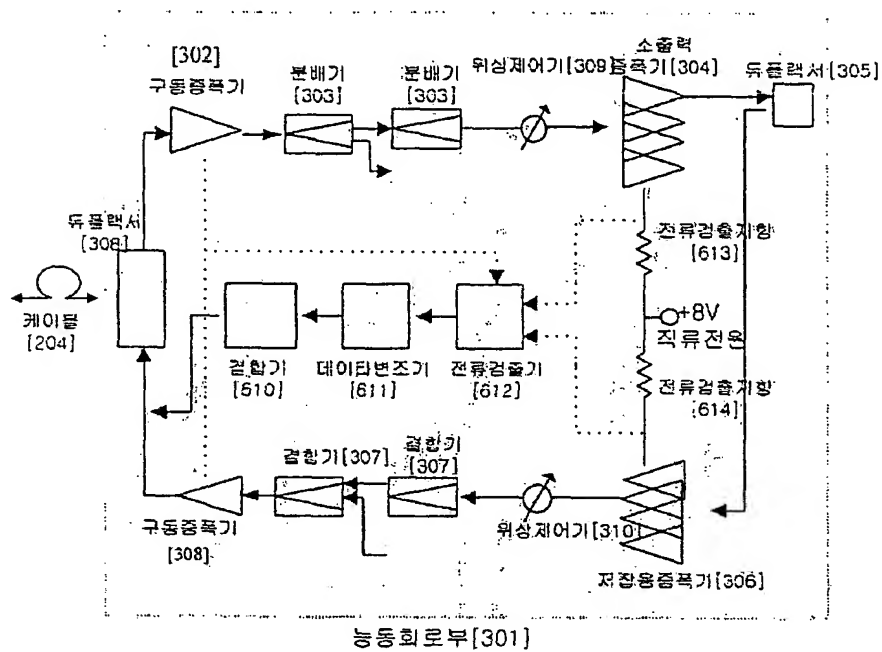 [302]
구동증폭기
분배기
[303]
분배기
[303]
위상제어기[309]
소출력
증폭기[304]
듀플랙서[305]
듀플랙서
[308]
케이블
[204]
결합기
[610]
데이타변조기
[611]
전류검출기
[612]
전류검출저항
[613]
+8V
직류전원
전류검출저항
[614]
구동증폭기
[308]
결합기[307]
결합기
[307]
위상제어기[310]
저잡음증폭기[306]
능동회로부[301]